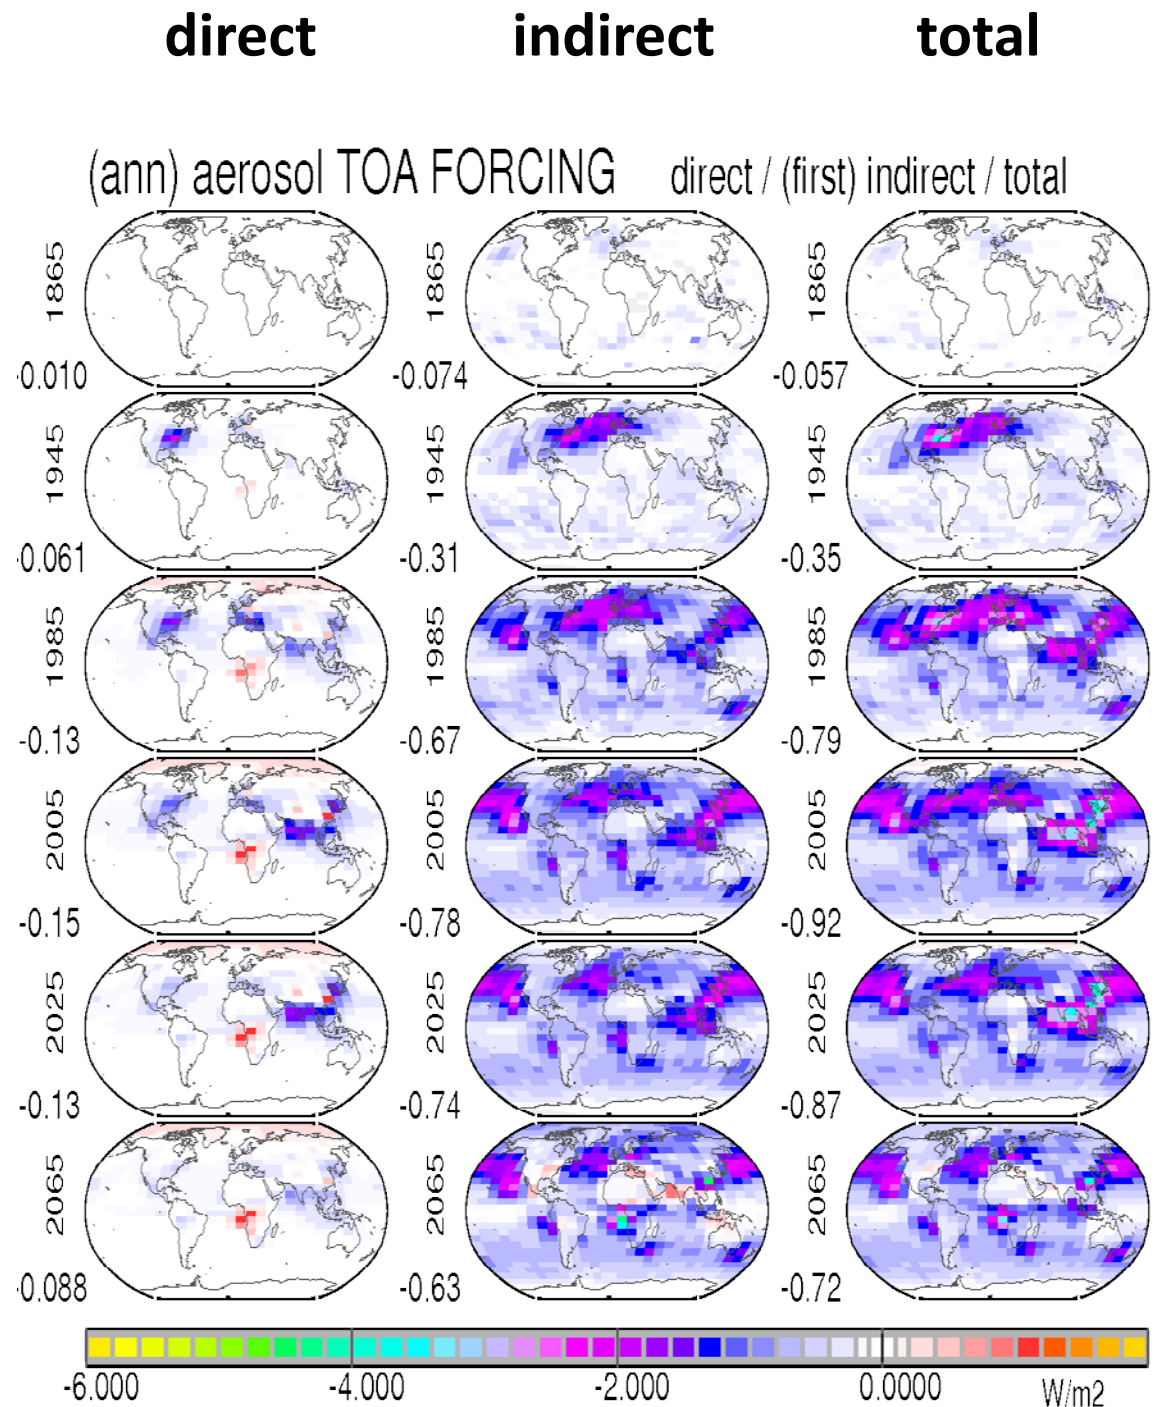 direct indirect total
(ann) aerosol TOA FORCING direct / (first) indirect / total
1865 1865 1865
-0.010 -0.074 -0.057
1945 1945 1945
-0.061 -0.31 -0.35
1985 1985 1985
-0.13 -0.67 -0.79
2005 2005 2005
-0.15 -0.78 -0.92
2025 2025 2025
-0.13 -0.74 -0.87
2065 2065 2065
-0.088 -0.63 -0.72
-6.000 -4.000 -2.000 0.0000 W/m2